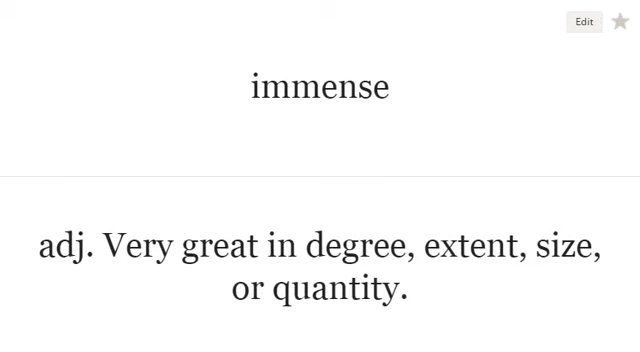 Edit
immense
adj. Very great in degree, extent, size,
or quantity.